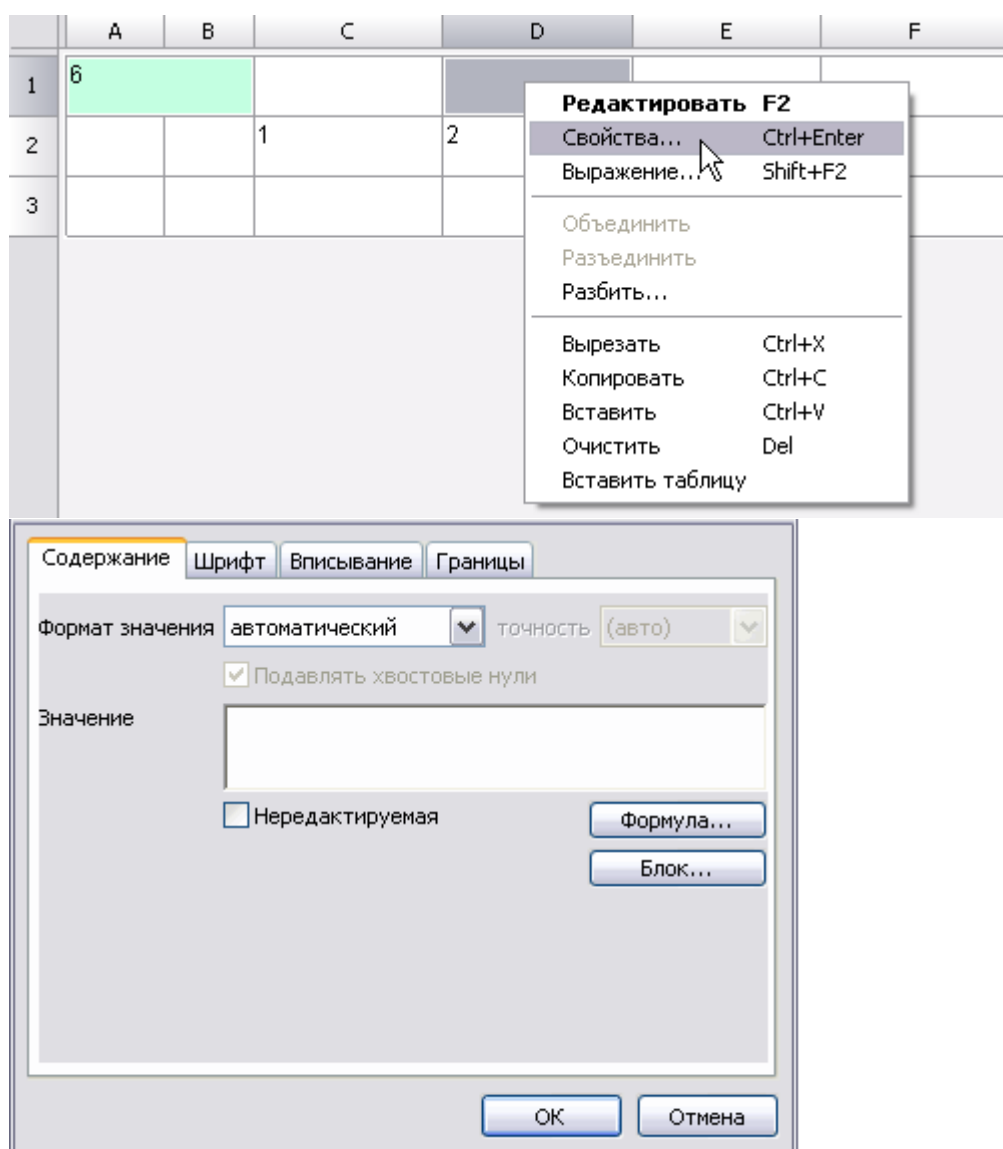 A B C D E F
1 6
Редактировать F2
2 1 2 Свойства... Ctrl+Enter
Выражение... Shift+F2
3
Объединить
Разъединить
Разбить...
Вырезать Ctrl+X
Копировать Ctrl+C
Вставить Ctrl+V
Очистить Del
Вставить таблицу
Содержание Шрифт Вписывание Границы
Формат значения автоматический точность (авто)
Подавлять хвостовые нули
Значение
Нередактируемая Формула...
Блок...
ОК Отмена